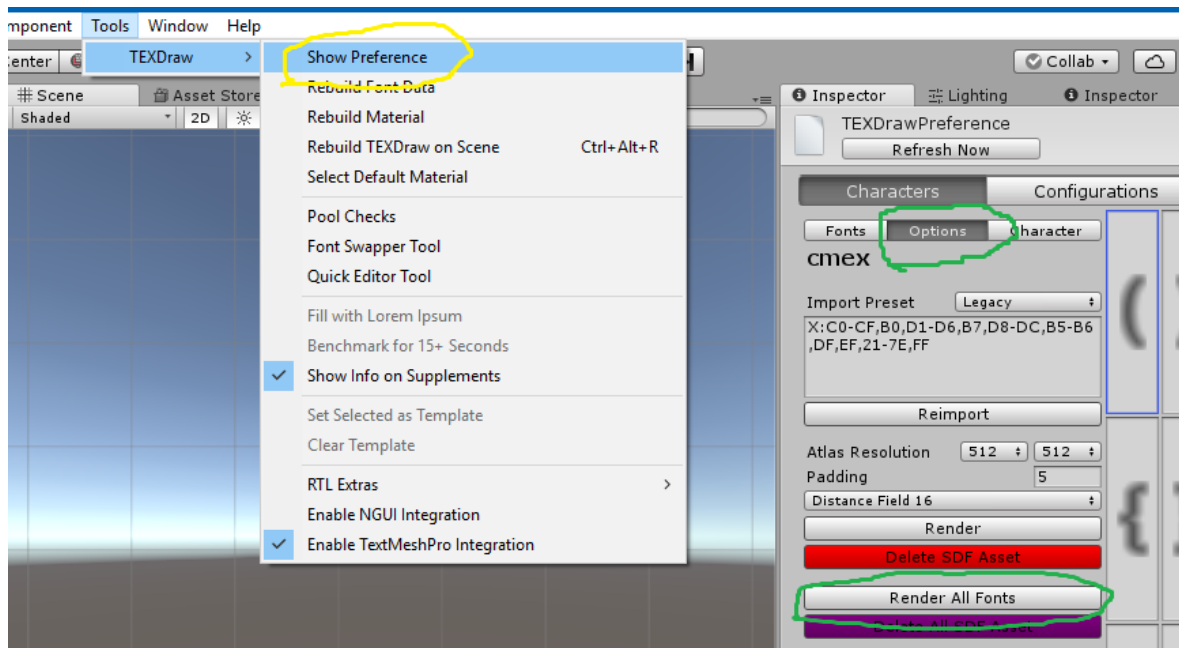 mponent Tools Window Help
Center
TEXDraw
Show Preference
Rebuild Font Data
Rebuild Material
Rebuild TEXDraw on Scene Ctrl+Alt+R
Select Default Material
Pool Checks
Font Swapper Tool
Quick Editor Tool
Fill with Lorem Ipsum
Benchmark for 15+ Seconds
Show Info on Supplements
Set Selected as Template
Clear Template
RTL Extras
Enable NGUI Integration
Enable TextMeshPro Integration
Scene Asset Store
Shaded 2D
Collab
Inspector Lighting Inspector
TEXDrawPreference
Refresh Now
Characters Configurations
Fonts Options Character
cmex
Import Preset Legacy
X:C0-CF,B0,D1-D6,B7,D8-DC,B5-B6
,DF,EF,21-7E,FF
Reimport
Atlas Resolution 512 512
Padding 5
Distance Field 16
Render
Delete SDF Asset
Render All Fonts
Delete All SDF Asset
(
{